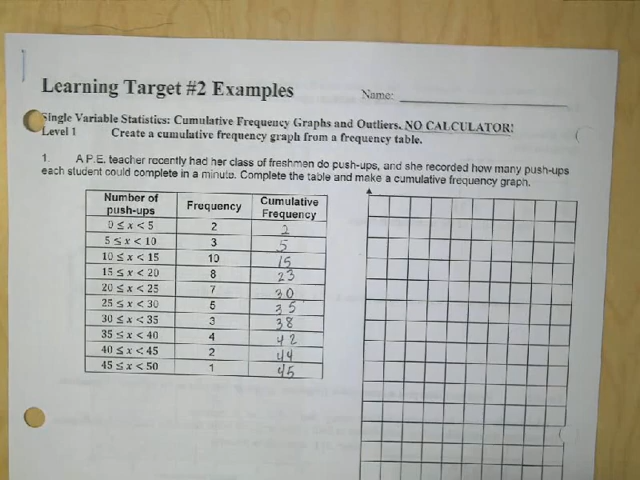 Learning Target #2 Examples
Name:
Single Variable Statistics: Cumulative Frequency Graphs and Outliers. NO CALCULATOR!
Level 1 Create a cumulative frequency graph from a frequency table.
1. A P.E. teacher recently had her class of freshmen do push-ups, and she recorded how many push-ups
each student could complete in a minute. Complete the table and make a cumulative frequency graph.
Number of push-ups Frequency Cumulative Frequency
0 ≤ x < 5 2 2
5 ≤ x < 10 3 5
10 ≤ x < 15 10 15
15 ≤ x < 20 8 23
20 ≤ x < 25 7 30
25 ≤ x < 30 5 35
30 ≤ x < 35 3 38
35 ≤ x < 40 4 42
40 ≤ x < 45 2 44
45 ≤ x < 50 1 45